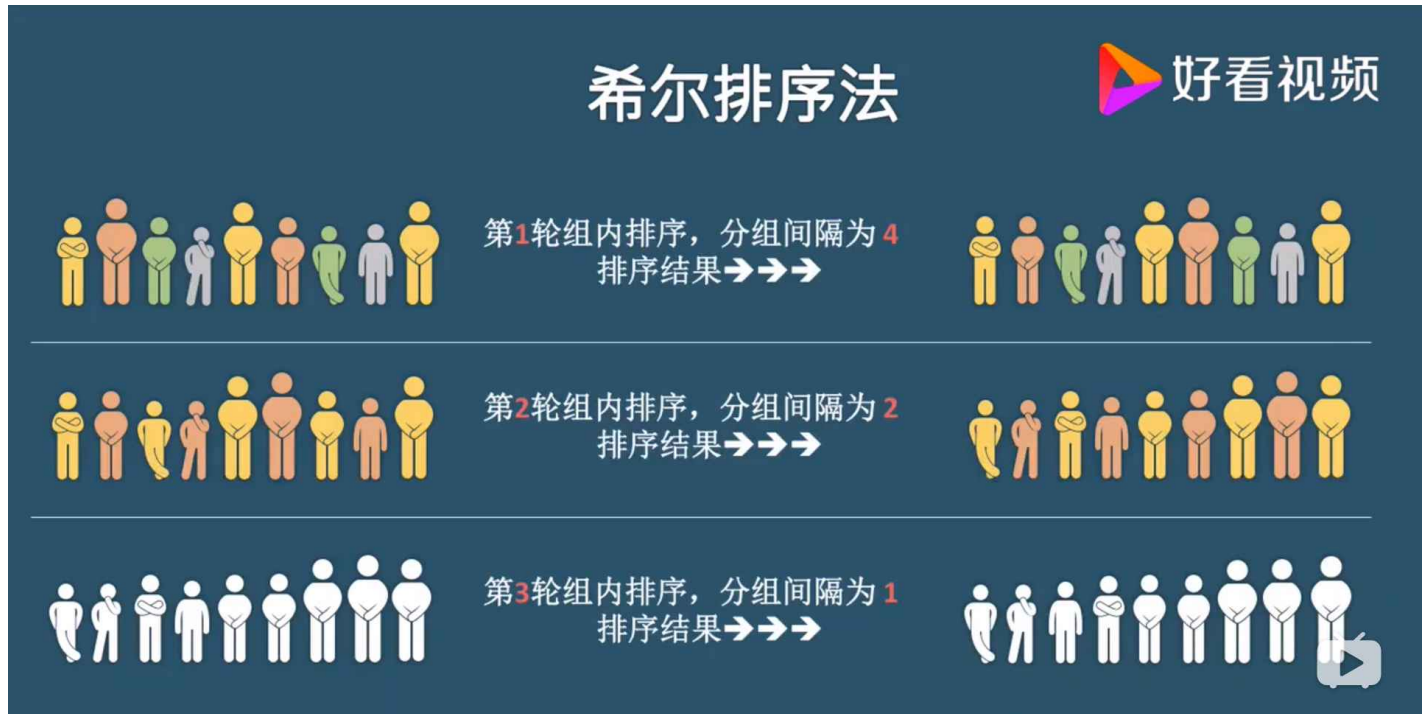 希尔排序法
好看视频
第1轮组内排序，分组间隔为 4
排序结果➔➔➔
第2轮组内排序，分组间隔为 2
排序结果➔➔➔
第3轮组内排序，分组间隔为 1
排序结果➔➔➔